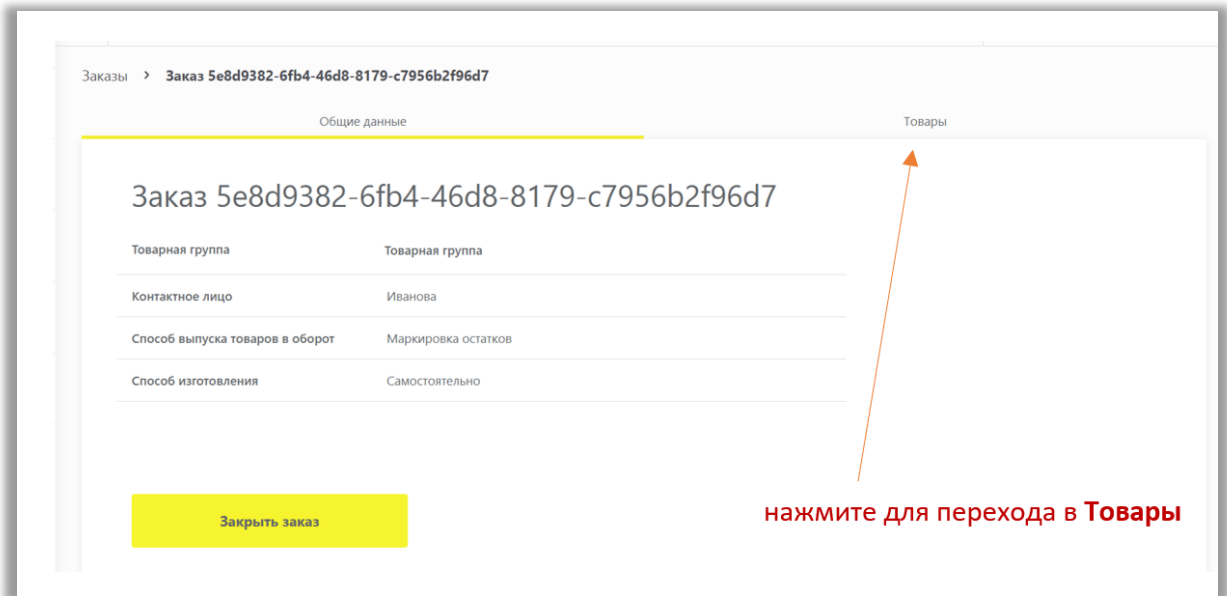 Заказы > Заказ 5e8d9382-6fb4-46d8-8179-c7956b2f96d7
Общие данные Товары
Заказ 5e8d9382-6fb4-46d8-8179-c7956b2f96d7
Товарная группа Товарная группа
Контактное лицо Иванова
Способ выпуска товаров в оборот Маркировка остатков
Способ изготовления Самостоятельно
Закрыть заказ
нажмите для перехода в Товары